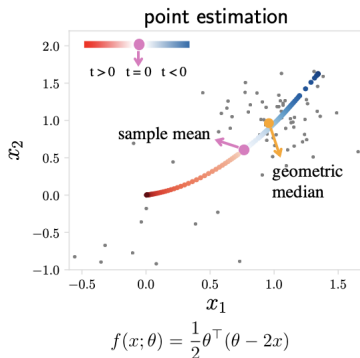 point estimation
2.0
t > 0 t = 0 t < 0
1.5
sample mean
1.0
geometric
median
0.5
x₂
0.0
−0.5
−1.0
−0.5 0.0 0.5 1.0 1.5
x₁
f(x; θ) = 1/2 θ⊤(θ − 2x)